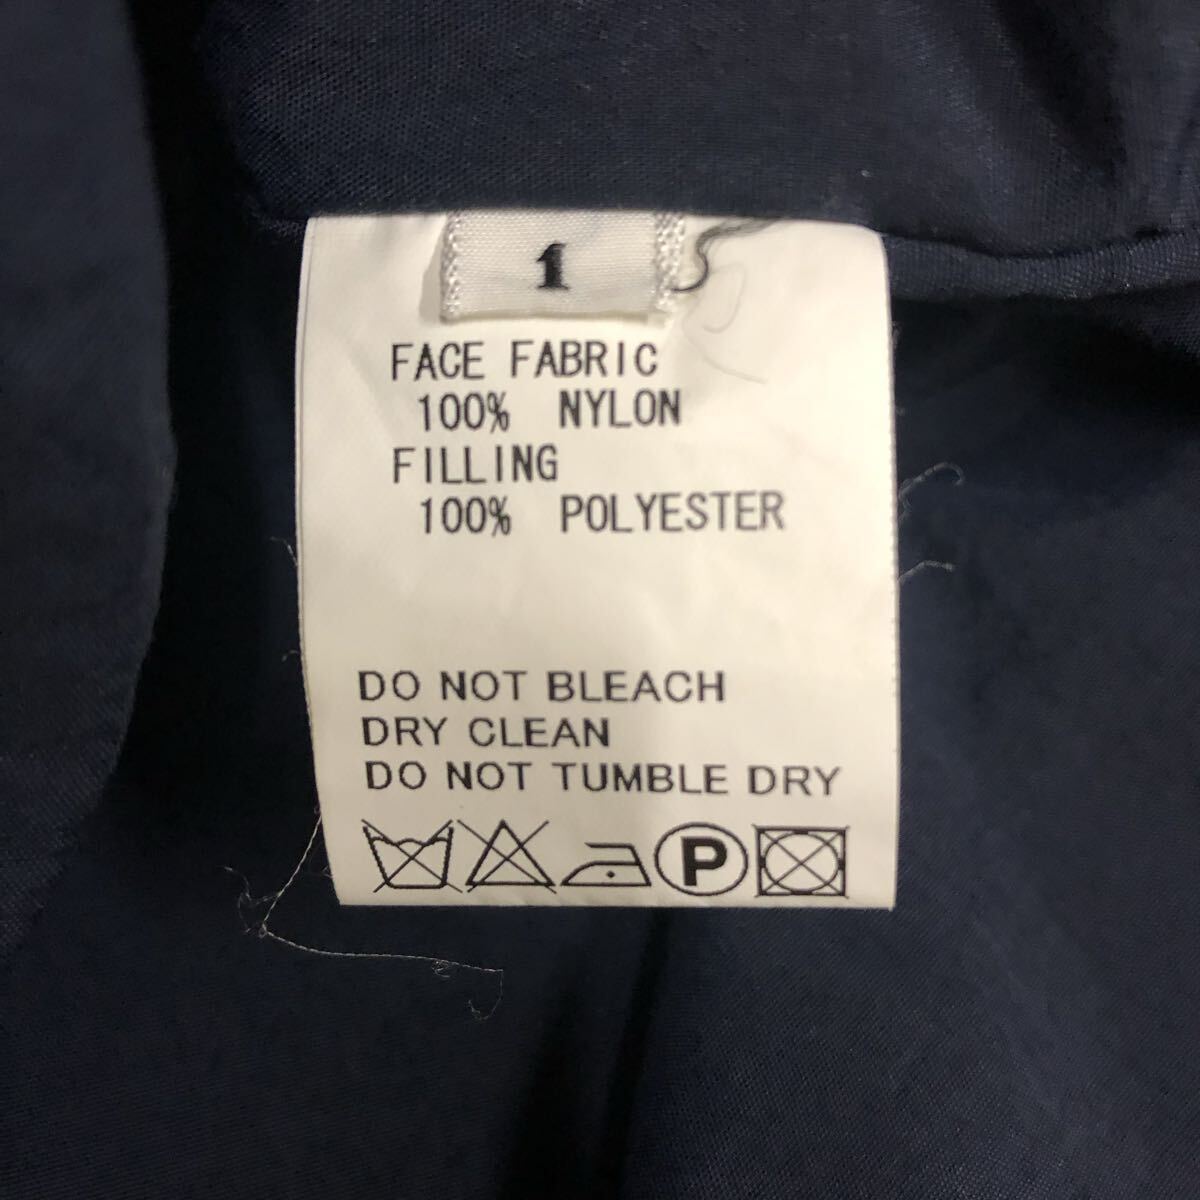 1
FACE FABRIC
100% NYLON
FILLING
100% POLYESTER
DO NOT BLEACH
DRY CLEAN
DO NOT TUMBLE DRY
P